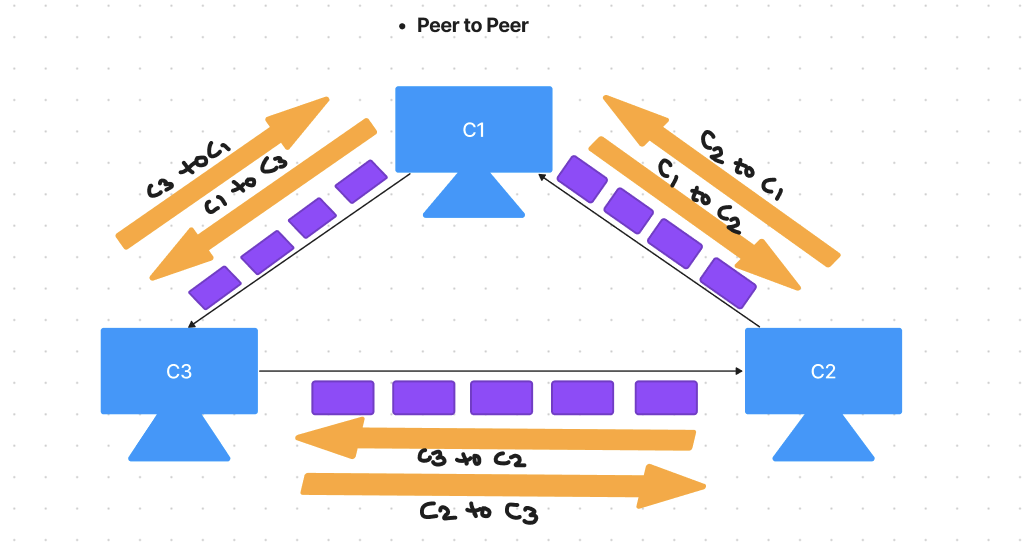 • Peer to Peer
C1
C3 to C1
C1 to C3
C2 to C1
C1 to C2
C3
C2
C3 to C2
C2 to C3